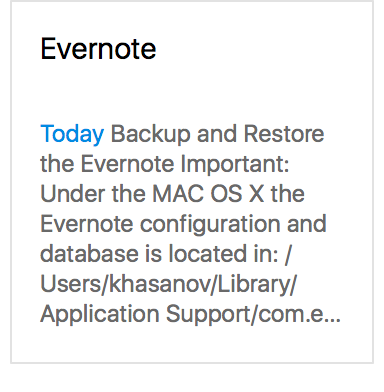 Evernote
Today Backup and Restore
the Evernote Important:
Under the MAC OS X the
Evernote configuration and
database is located in: /
Users/khasanov/Library/
Application Support/com.e...